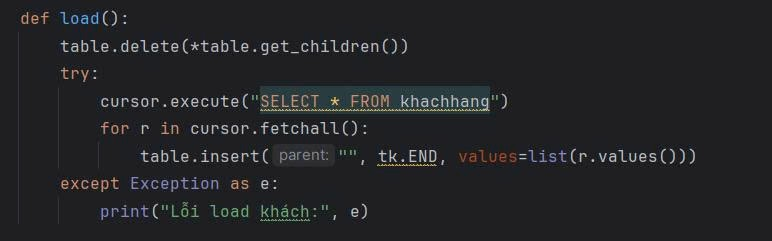 def load():
    table.delete(*table.get_children())
    try:
        cursor.execute("SELECT * FROM khachhang")
        for r in cursor.fetchall():
            table.insert(parent: "", tk.END, values=list(r.values()))
    except Exception as e:
        print("Lỗi load khách:", e)